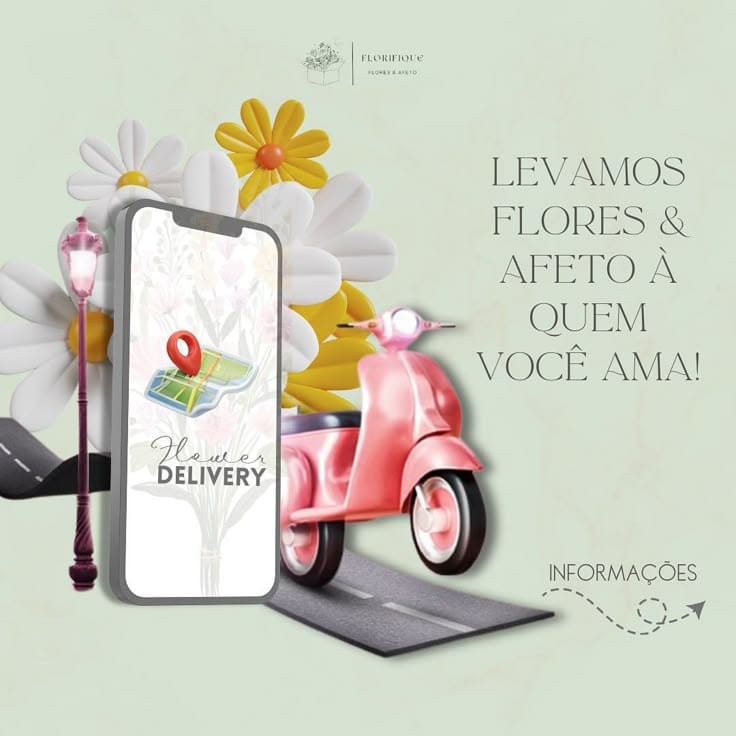 FLORIFIQUE
FLORES & AFETO
LEVAMOS
FLORES &
AFETO À
QUEM
VOCÊ AMA!
Flower
DELIVERY
INFORMAÇÕES